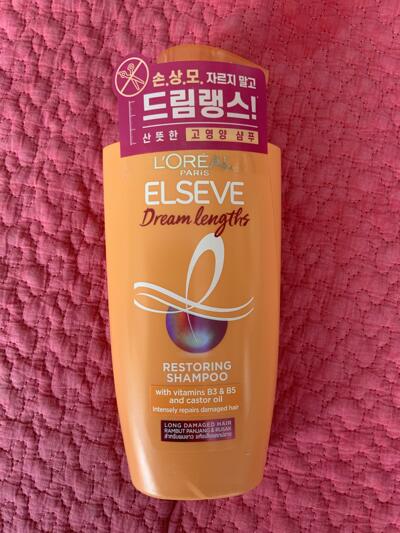 손.상.모. 자르지 말고
드림랭스!
산뜻한 고영양 샴푸
L'ORÉAL
PARIS
ELSEVE
Dream lengths
RESTORING
SHAMPOO
with vitamins B3 & B5
and castor oil
intensely repairs damaged hair
LONG DAMAGED HAIR
RAMBUT PANJANG & RUSAK